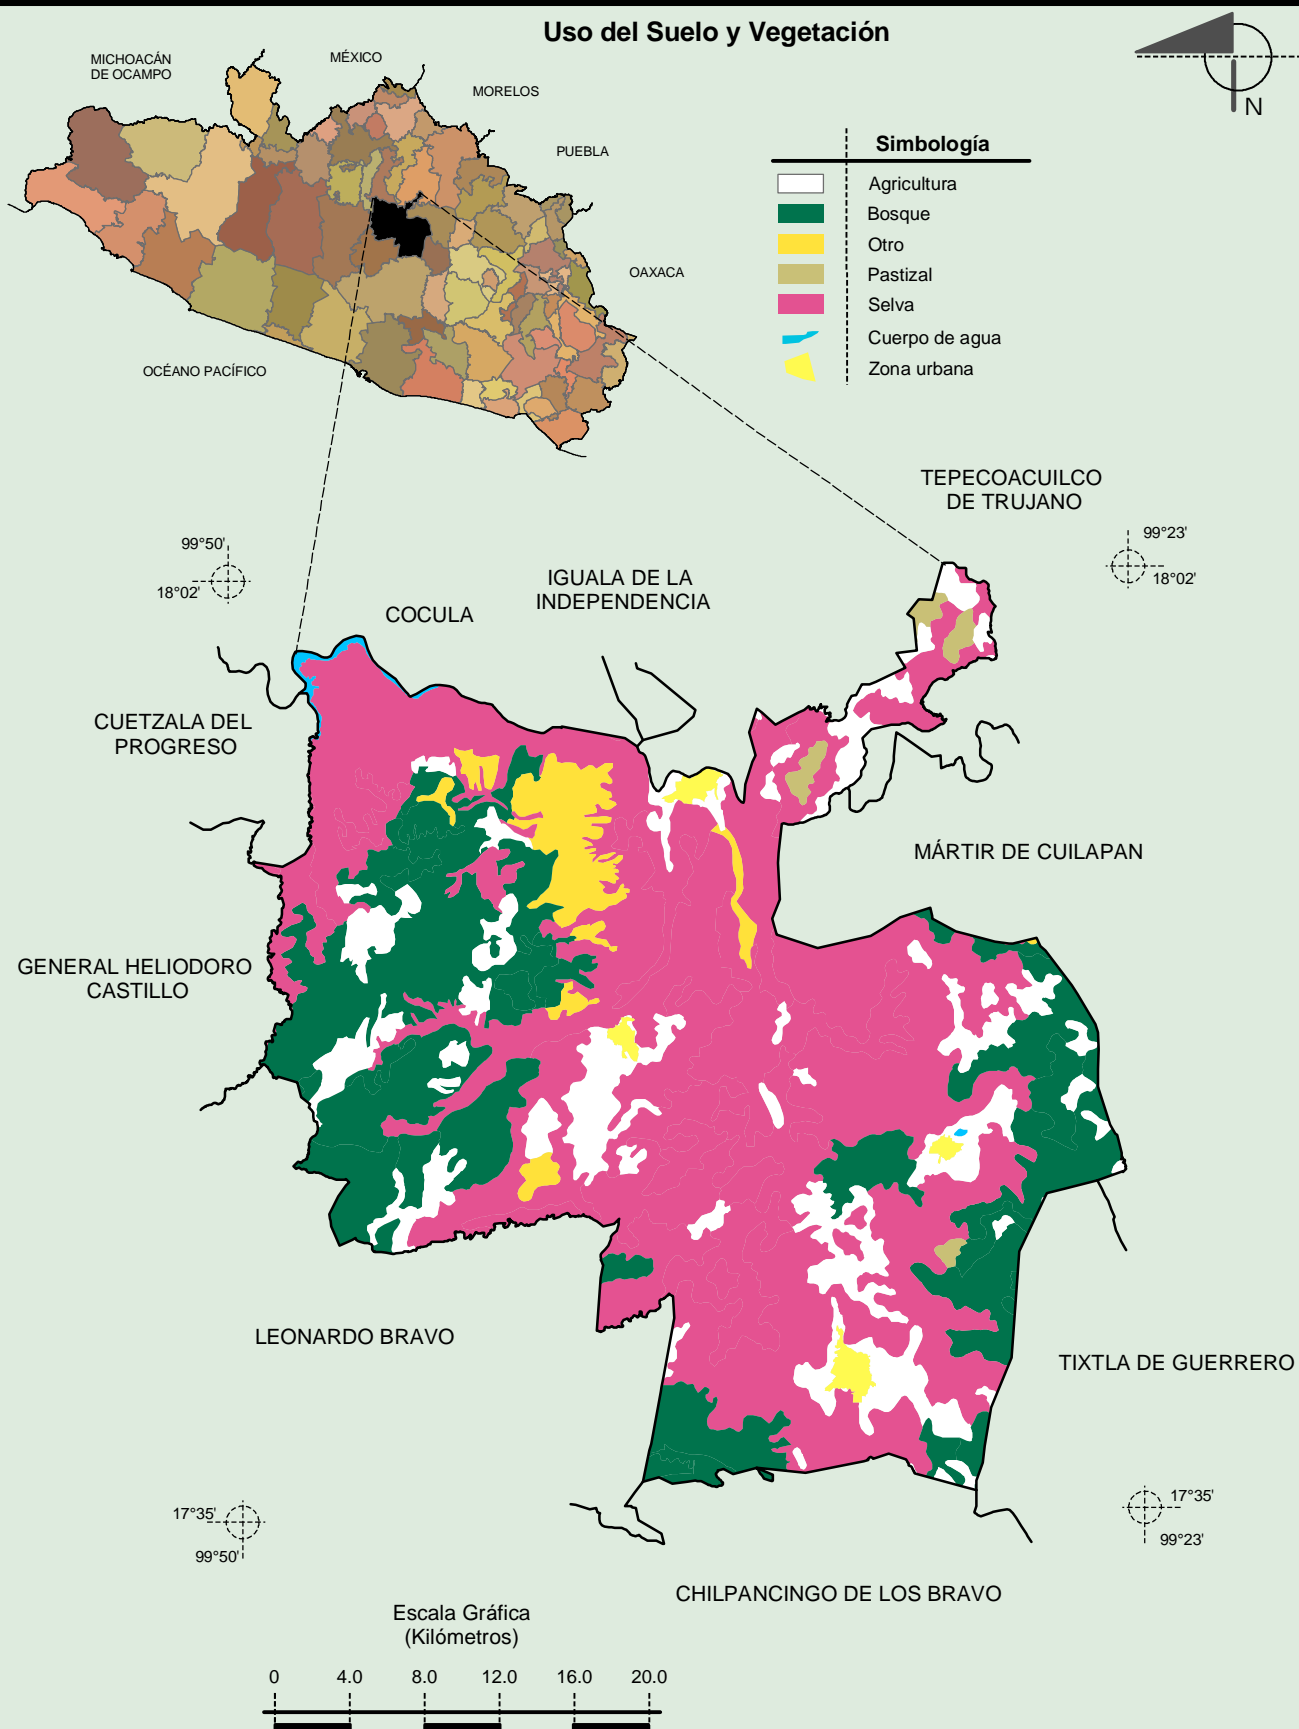 Uso del Suelo y Vegetación
MICHOACÁN
DE OCAMPO
MÉXICO
MORELOS
PUEBLA
OAXACA
OCÉANO PACÍFICO
N
Simbología
Agricultura
Bosque
Otro
Pastizal
Selva
Cuerpo de agua
Zona urbana
TEPECOACUILCO
DE TRUJANO
99°50'
18°02'
99°23'
18°02'
IGUALA DE LA
INDEPENDENCIA
COCULA
CUETZALA DEL
PROGRESO
MÁRTIR DE CUILAPAN
GENERAL HELIODORO
CASTILLO
LEONARDO BRAVO
TIXTLA DE GUERRERO
17°35'
99°50'
17°35'
99°23'
CHILPANCINGO DE LOS BRAVO
Escala Gráfica
(Kilómetros)
0 4.0 8.0 12.0 16.0 20.0